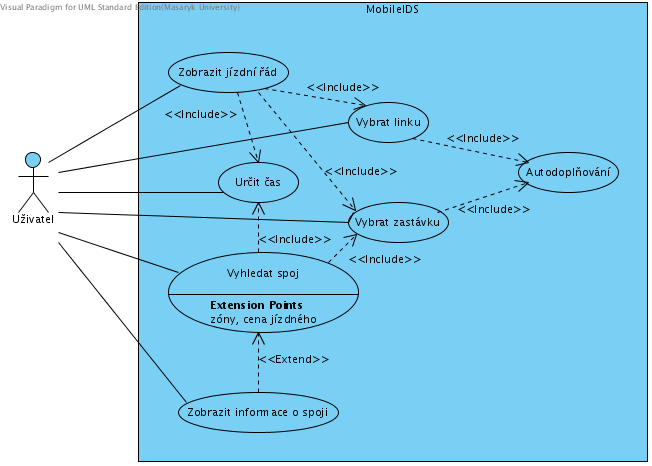 Visual Paradigm for UML Standard Edition(Masaryk University)
MobileIDS
Zobrazit jízdní řád
<<Include>>
<<Include>>
Vybrat linku
<<Include>>
<<Include>>
Autodoplňování
Určit čas
<<Include>>
Uživatel
Vybrat zastávku
<<Include>>
<<Include>>
Vyhledat spoj
Extension Points
zóny, cena jízdného
<<Extend>>
Zobrazit informace o spoji